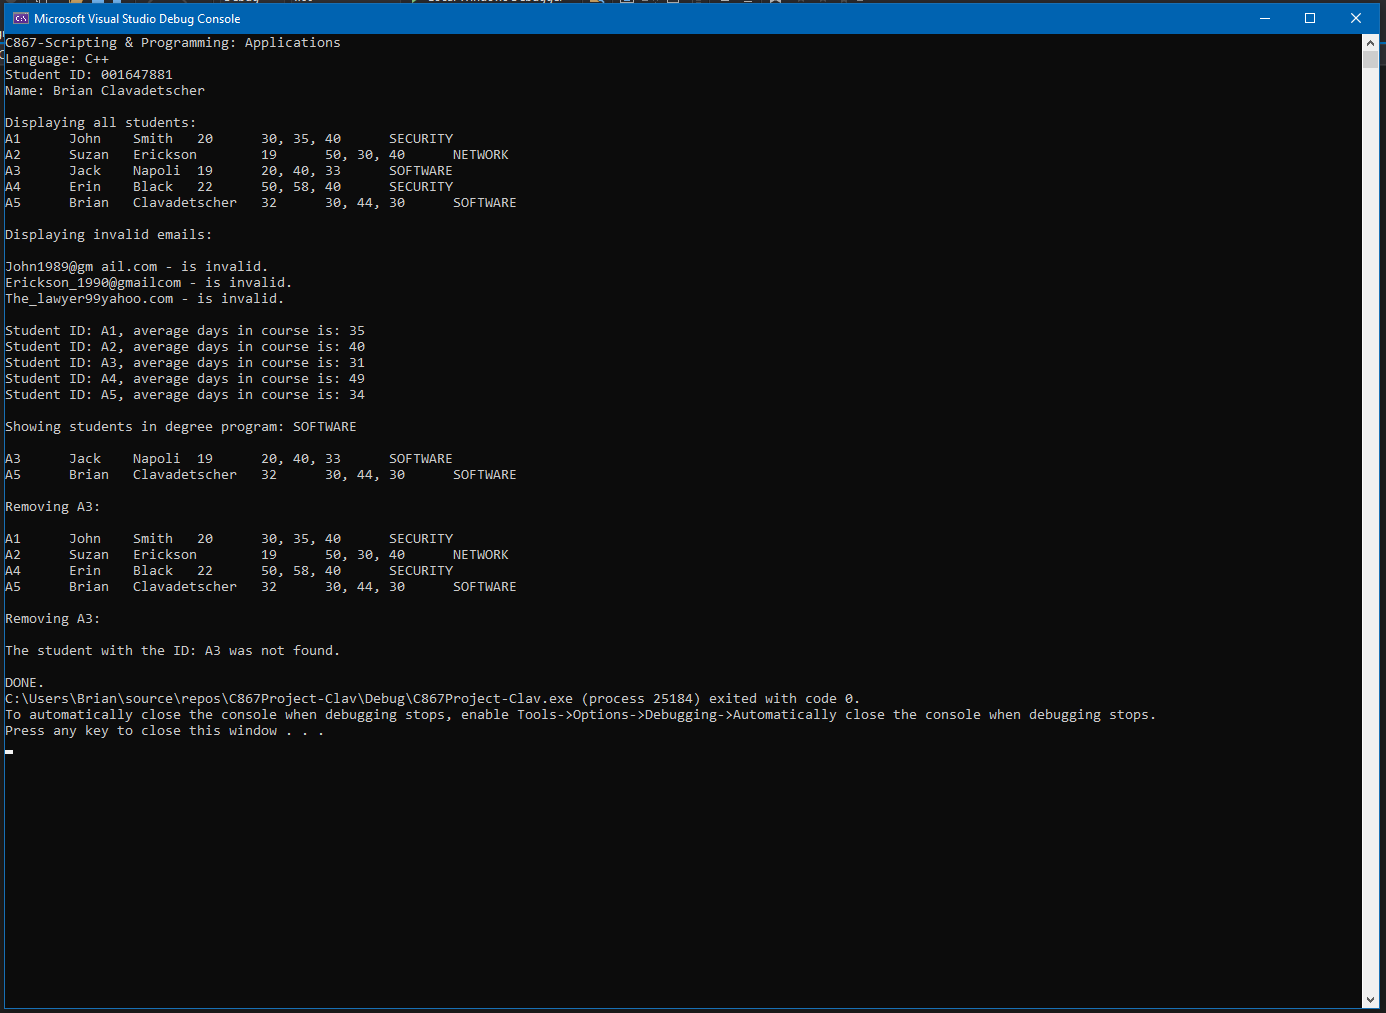 Microsoft Visual Studio Debug Console
C867-Scripting & Programming: Applications
Language: C++
Student ID: 001647881
Name: Brian Clavadetscher
Displaying all students:
A1 John Smith 20 30, 35, 40 SECURITY
A2 Suzan Erickson 19 50, 30, 40 NETWORK
A3 Jack Napoli 19 20, 40, 33 SOFTWARE
A4 Erin Black 22 50, 58, 40 SECURITY
A5 Brian Clavadetscher 32 30, 44, 30 SOFTWARE
Displaying invalid emails:
John1989@gm ail.com - is invalid.
Erickson_1990@gmailcom - is invalid.
The_lawyer99yahoo.com - is invalid.
Student ID: A1, average days in course is: 35
Student ID: A2, average days in course is: 40
Student ID: A3, average days in course is: 31
Student ID: A4, average days in course is: 49
Student ID: A5, average days in course is: 34
Showing students in degree program: SOFTWARE
A3 Jack Napoli 19 20, 40, 33 SOFTWARE
A5 Brian Clavadetscher 32 30, 44, 30 SOFTWARE
Removing A3:
A1 John Smith 20 30, 35, 40 SECURITY
A2 Suzan Erickson 19 50, 30, 40 NETWORK
A4 Erin Black 22 50, 58, 40 SECURITY
A5 Brian Clavadetscher 32 30, 44, 30 SOFTWARE
Removing A3:
The student with the ID: A3 was not found.
DONE.
C:\Users\Brian\source\repos\C867Project-Clav\Debug\C867Project-Clav.exe (process 25184) exited with code 0.
To automatically close the console when debugging stops, enable Tools->Options->Debugging->Automatically close the console when debugging stops.
Press any key to close this window . . .